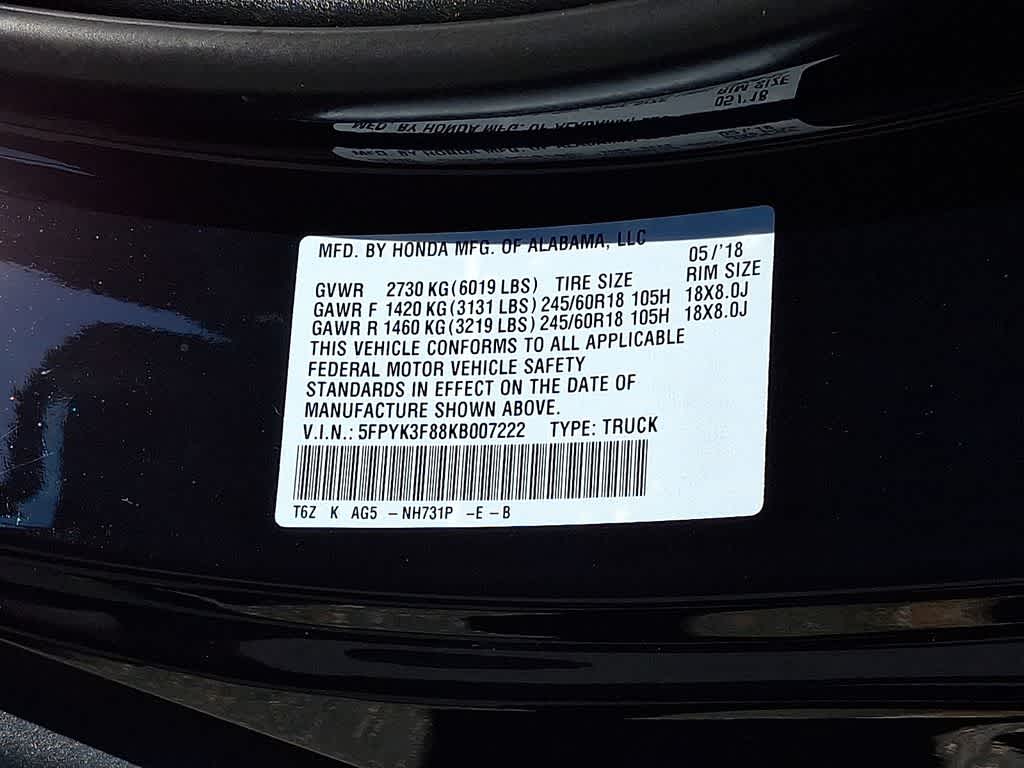 MFD. BY HONDA MFG. OF ALABAMA, LLC 05/'18
RIM SIZE
GVWR 2730 KG(6019 LBS) TIRE SIZE
GAWR F 1420 KG(3131 LBS) 245/60R18 105H 18X8.0J
GAWR R 1460 KG(3219 LBS) 245/60R18 105H 18X8.0J
THIS VEHICLE CONFORMS TO ALL APPLICABLE
FEDERAL MOTOR VEHICLE SAFETY
STANDARDS IN EFFECT ON THE DATE OF
MANUFACTURE SHOWN ABOVE.
V.I.N.: 5FPYK3F88KB007222 TYPE: TRUCK
T6Z K AG5 -NH731P -E-B